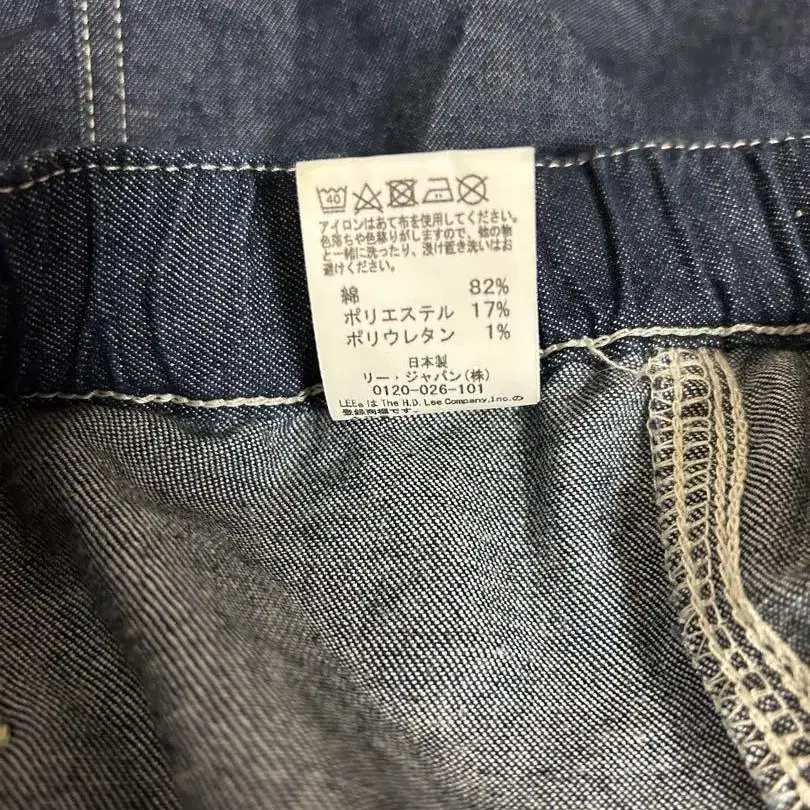 40
アイロンはあて布を使用してください。
色落ちや色移りがしますので、他の物
と一緒に洗ったり、浸け置き洗いはお
避けください。
綿 82%
ポリエステル 17%
ポリウレタン 1%
日本製
リー・ジャパン(株)
0120-026-101
LEE®は The H.D. Lee Company,Inc.の
登録商標です。